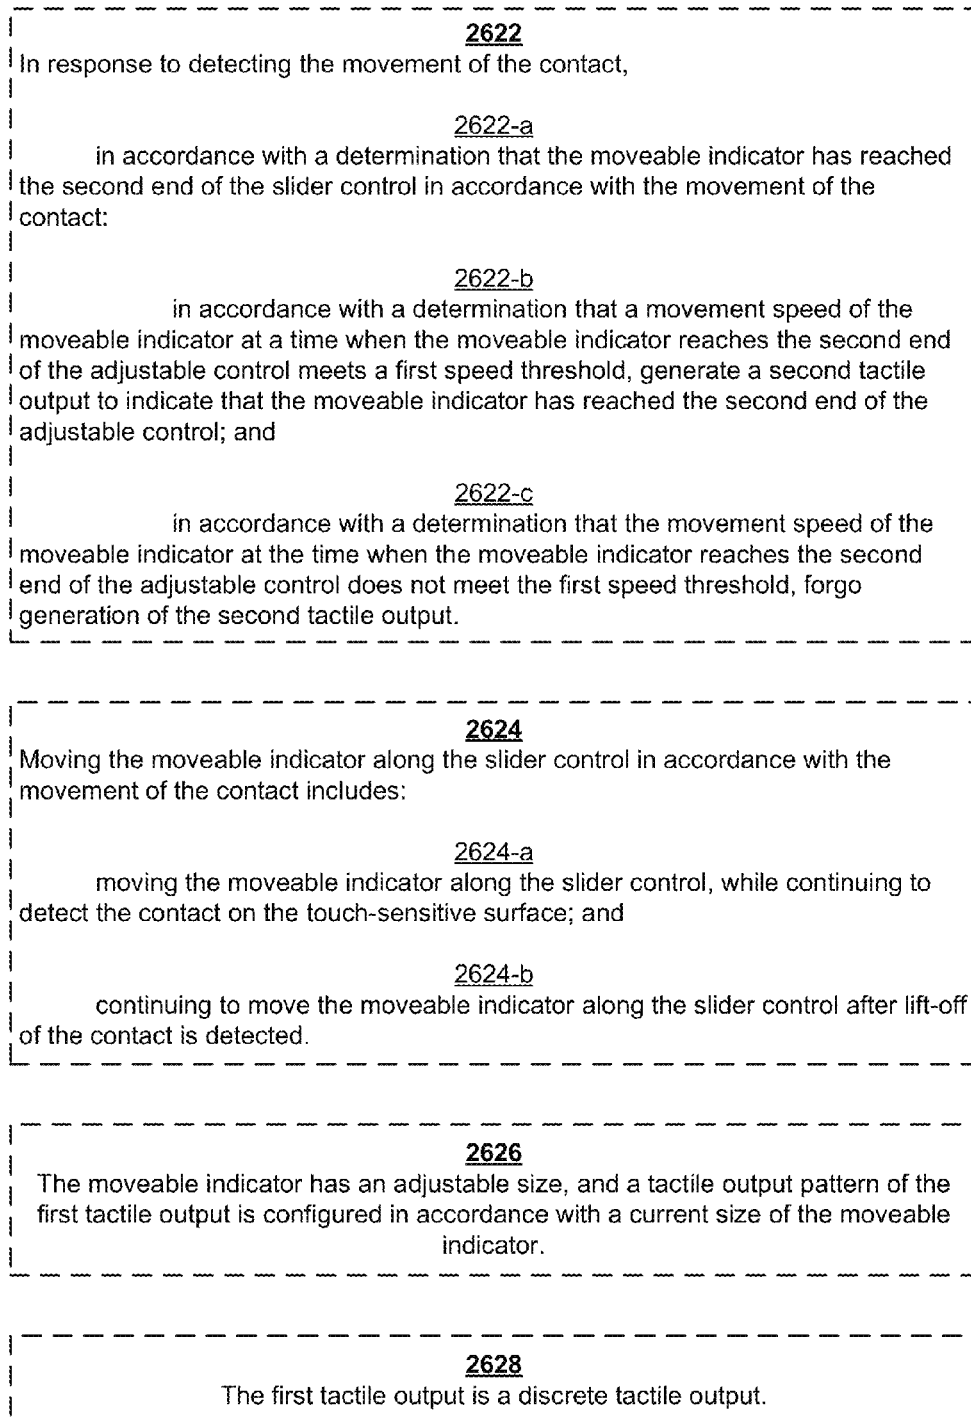 2622
In response to detecting the movement of the contact,
2622-a
in accordance with a determination that the moveable indicator has reached
the second end of the slider control in accordance with the movement of the
contact:
2622-b
in accordance with a determination that a movement speed of the
moveable indicator at a time when the moveable indicator reaches the second end
of the adjustable control meets a first speed threshold, generate a second tactile
output to indicate that the moveable indicator has reached the second end of the
adjustable control; and
2622-c
in accordance with a determination that the movement speed of the
moveable indicator at the time when the moveable indicator reaches the second
end of the adjustable control does not meet the first speed threshold, forgo
generation of the second tactile output.
2624
Moving the moveable indicator along the slider control in accordance with the
movement of the contact includes:
2624-a
moving the moveable indicator along the slider control, while continuing to
detect the contact on the touch-sensitive surface; and
2624-b
continuing to move the moveable indicator along the slider control after lift-off
of the contact is detected.
2626
The moveable indicator has an adjustable size, and a tactile output pattern of the
first tactile output is configured in accordance with a current size of the moveable
indicator.
2628
The first tactile output is a discrete tactile output.